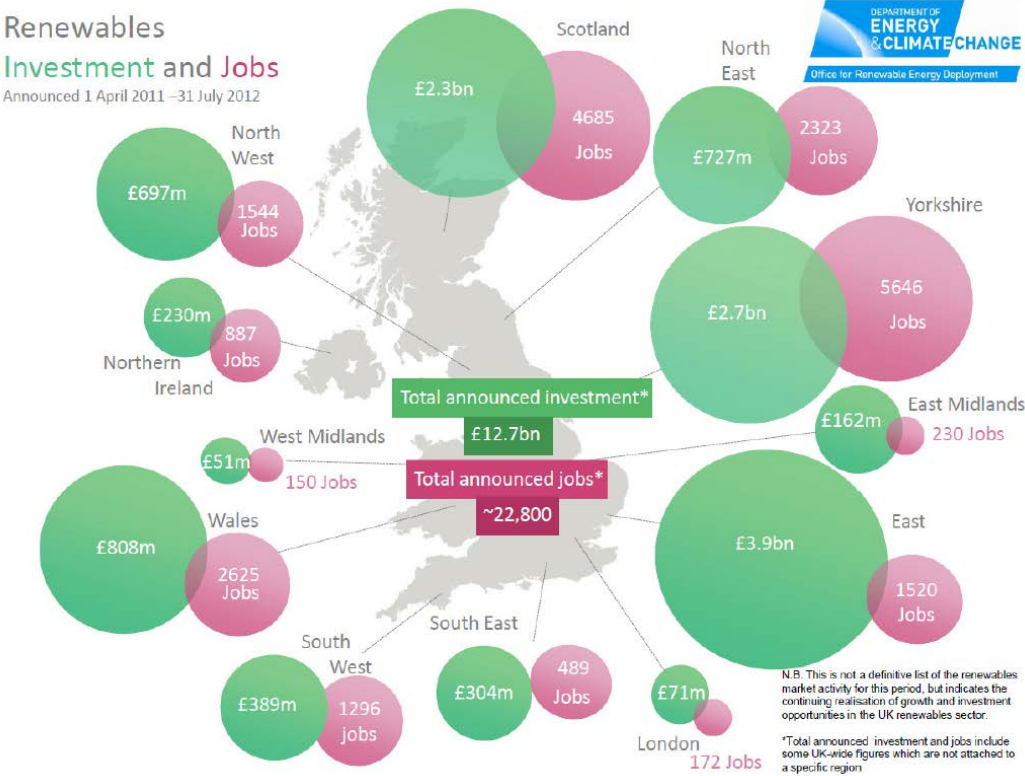 Renewables
Investment and Jobs
Announced 1 April 2011 –31 July 2012
DEPARTMENT OF
ENERGY
& CLIMATE CHANGE
Office for Renewable Energy Deployment
Scotland
£2.3bn
4685
Jobs
North
East
£727m
2323
Jobs
North
West
£697m
1544
Jobs
Yorkshire
£2.7bn
5646
Jobs
£230m
887
Jobs
Northern
Ireland
Total announced investment*
£12.7bn
East Midlands
£162m
230 Jobs
West Midlands
£51m
150 Jobs
Total announced jobs*
~22,800
Wales
£808m
2625
Jobs
East
£3.9bn
1520
Jobs
South
West
£389m
1296
jobs
South East
£304m
489
Jobs
£71m
London
172 Jobs
N.B. This is not a definitive list of the renewables
market activity for this period, but indicates the
continuing realisation of growth and investment
opportunities in the UK renewables sector.
*Total announced investment and jobs include
some UK-wide figures which are not attached to
a specific region